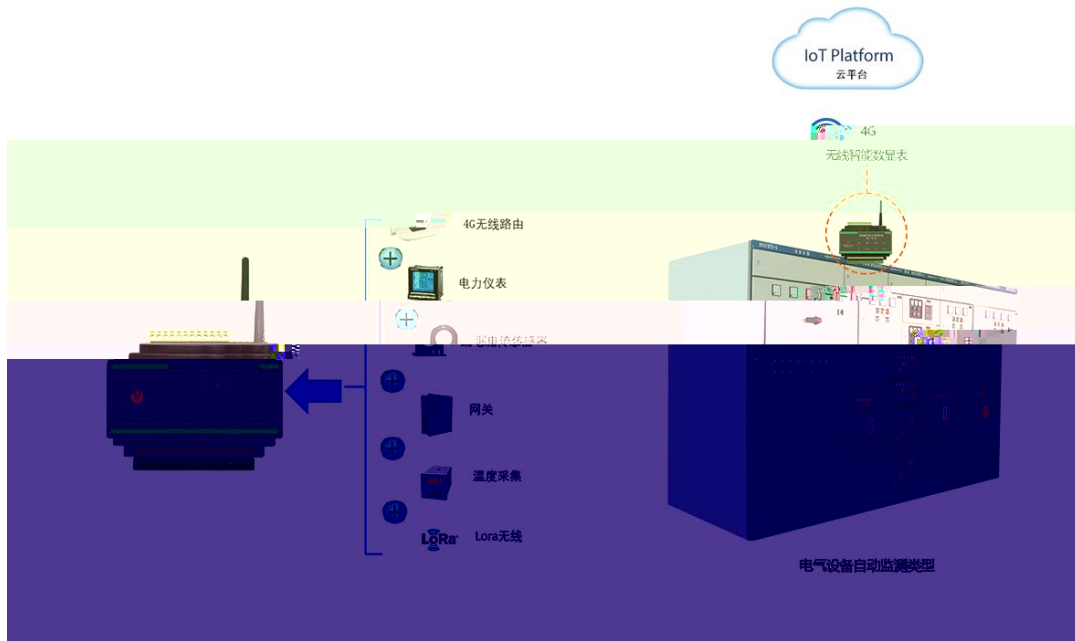 IoT Platform
云平台
4G
无线智能数显表
4G无线路由
电力仪表
网关
温度采集
LoRa
Lora无线
电气设备自动监测类型